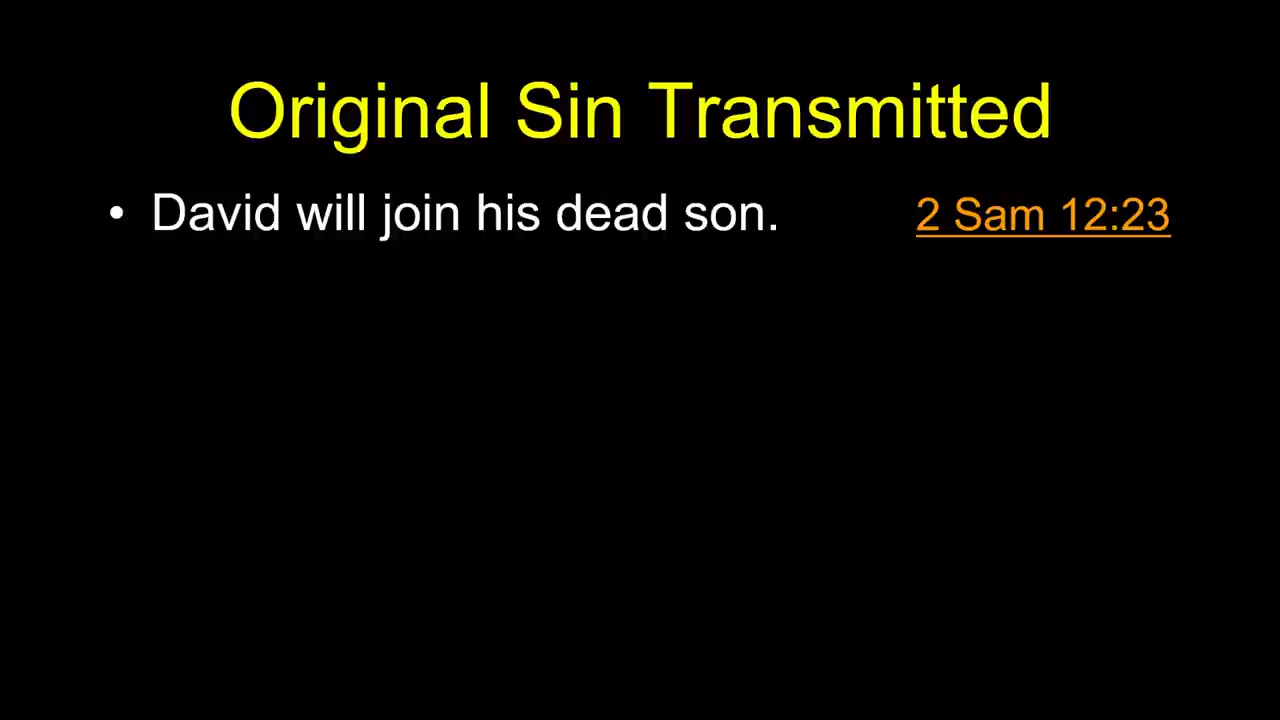 Original Sin Transmitted
• David will join his dead son. 2 Sam 12:23